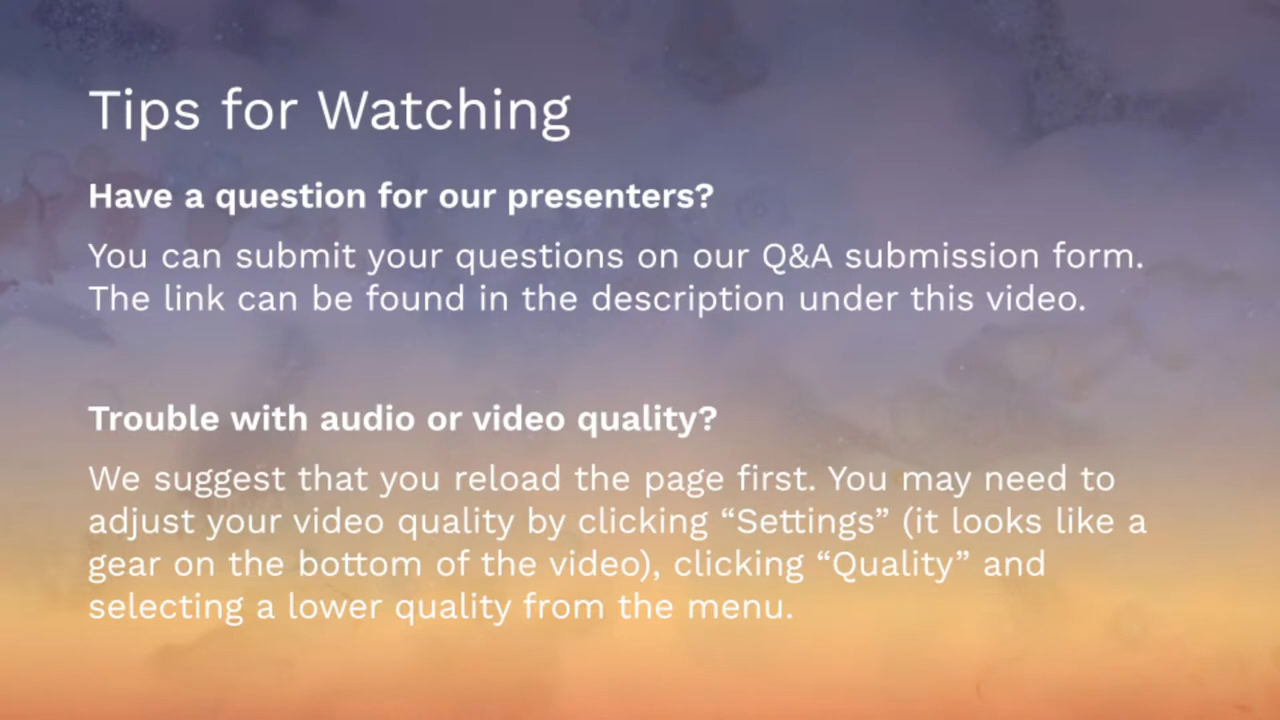 Tips for Watching
Have a question for our presenters?
You can submit your questions on our Q&A submission form.
The link can be found in the description under this video.
Trouble with audio or video quality?
We suggest that you reload the page first. You may need to
adjust your video quality by clicking “Settings” (it looks like a
gear on the bottom of the video), clicking “Quality” and
selecting a lower quality from the menu.